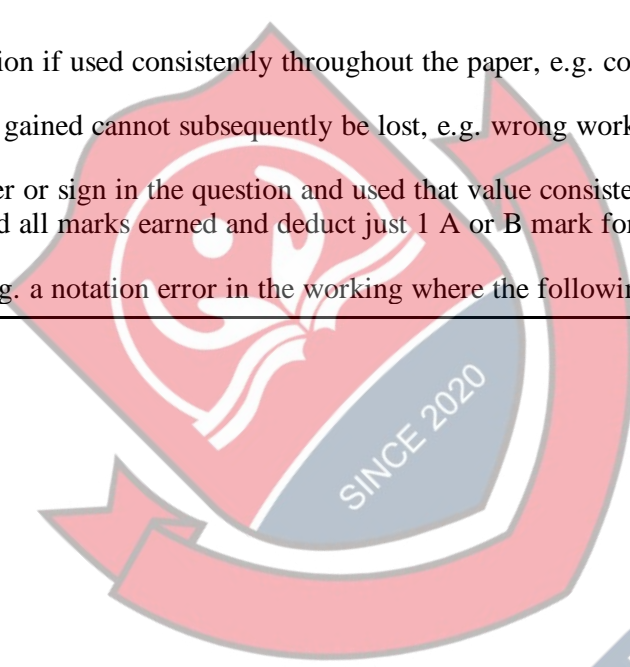 ion if used consistently throughout the paper, e.g. co
gained cannot subsequently be lost, e.g. wrong work
er or sign in the question and used that value consiste
d all marks earned and deduct just 1 A or B mark for
g. a notation error in the working where the followin
SINCE 2020